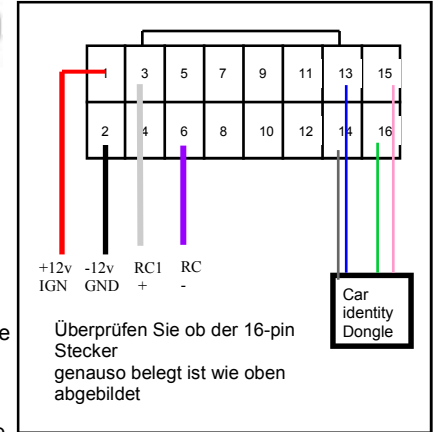 1 3 5 7 9 11 13 15
2 4 6 8 10 12 14 16
+12v -12v RC1 RC
IGN GND + -
Car
identity
Dongle
e
Überprüfen Sie ob der 16-pin
Stecker
genauso belegt ist wie oben
abgebildet